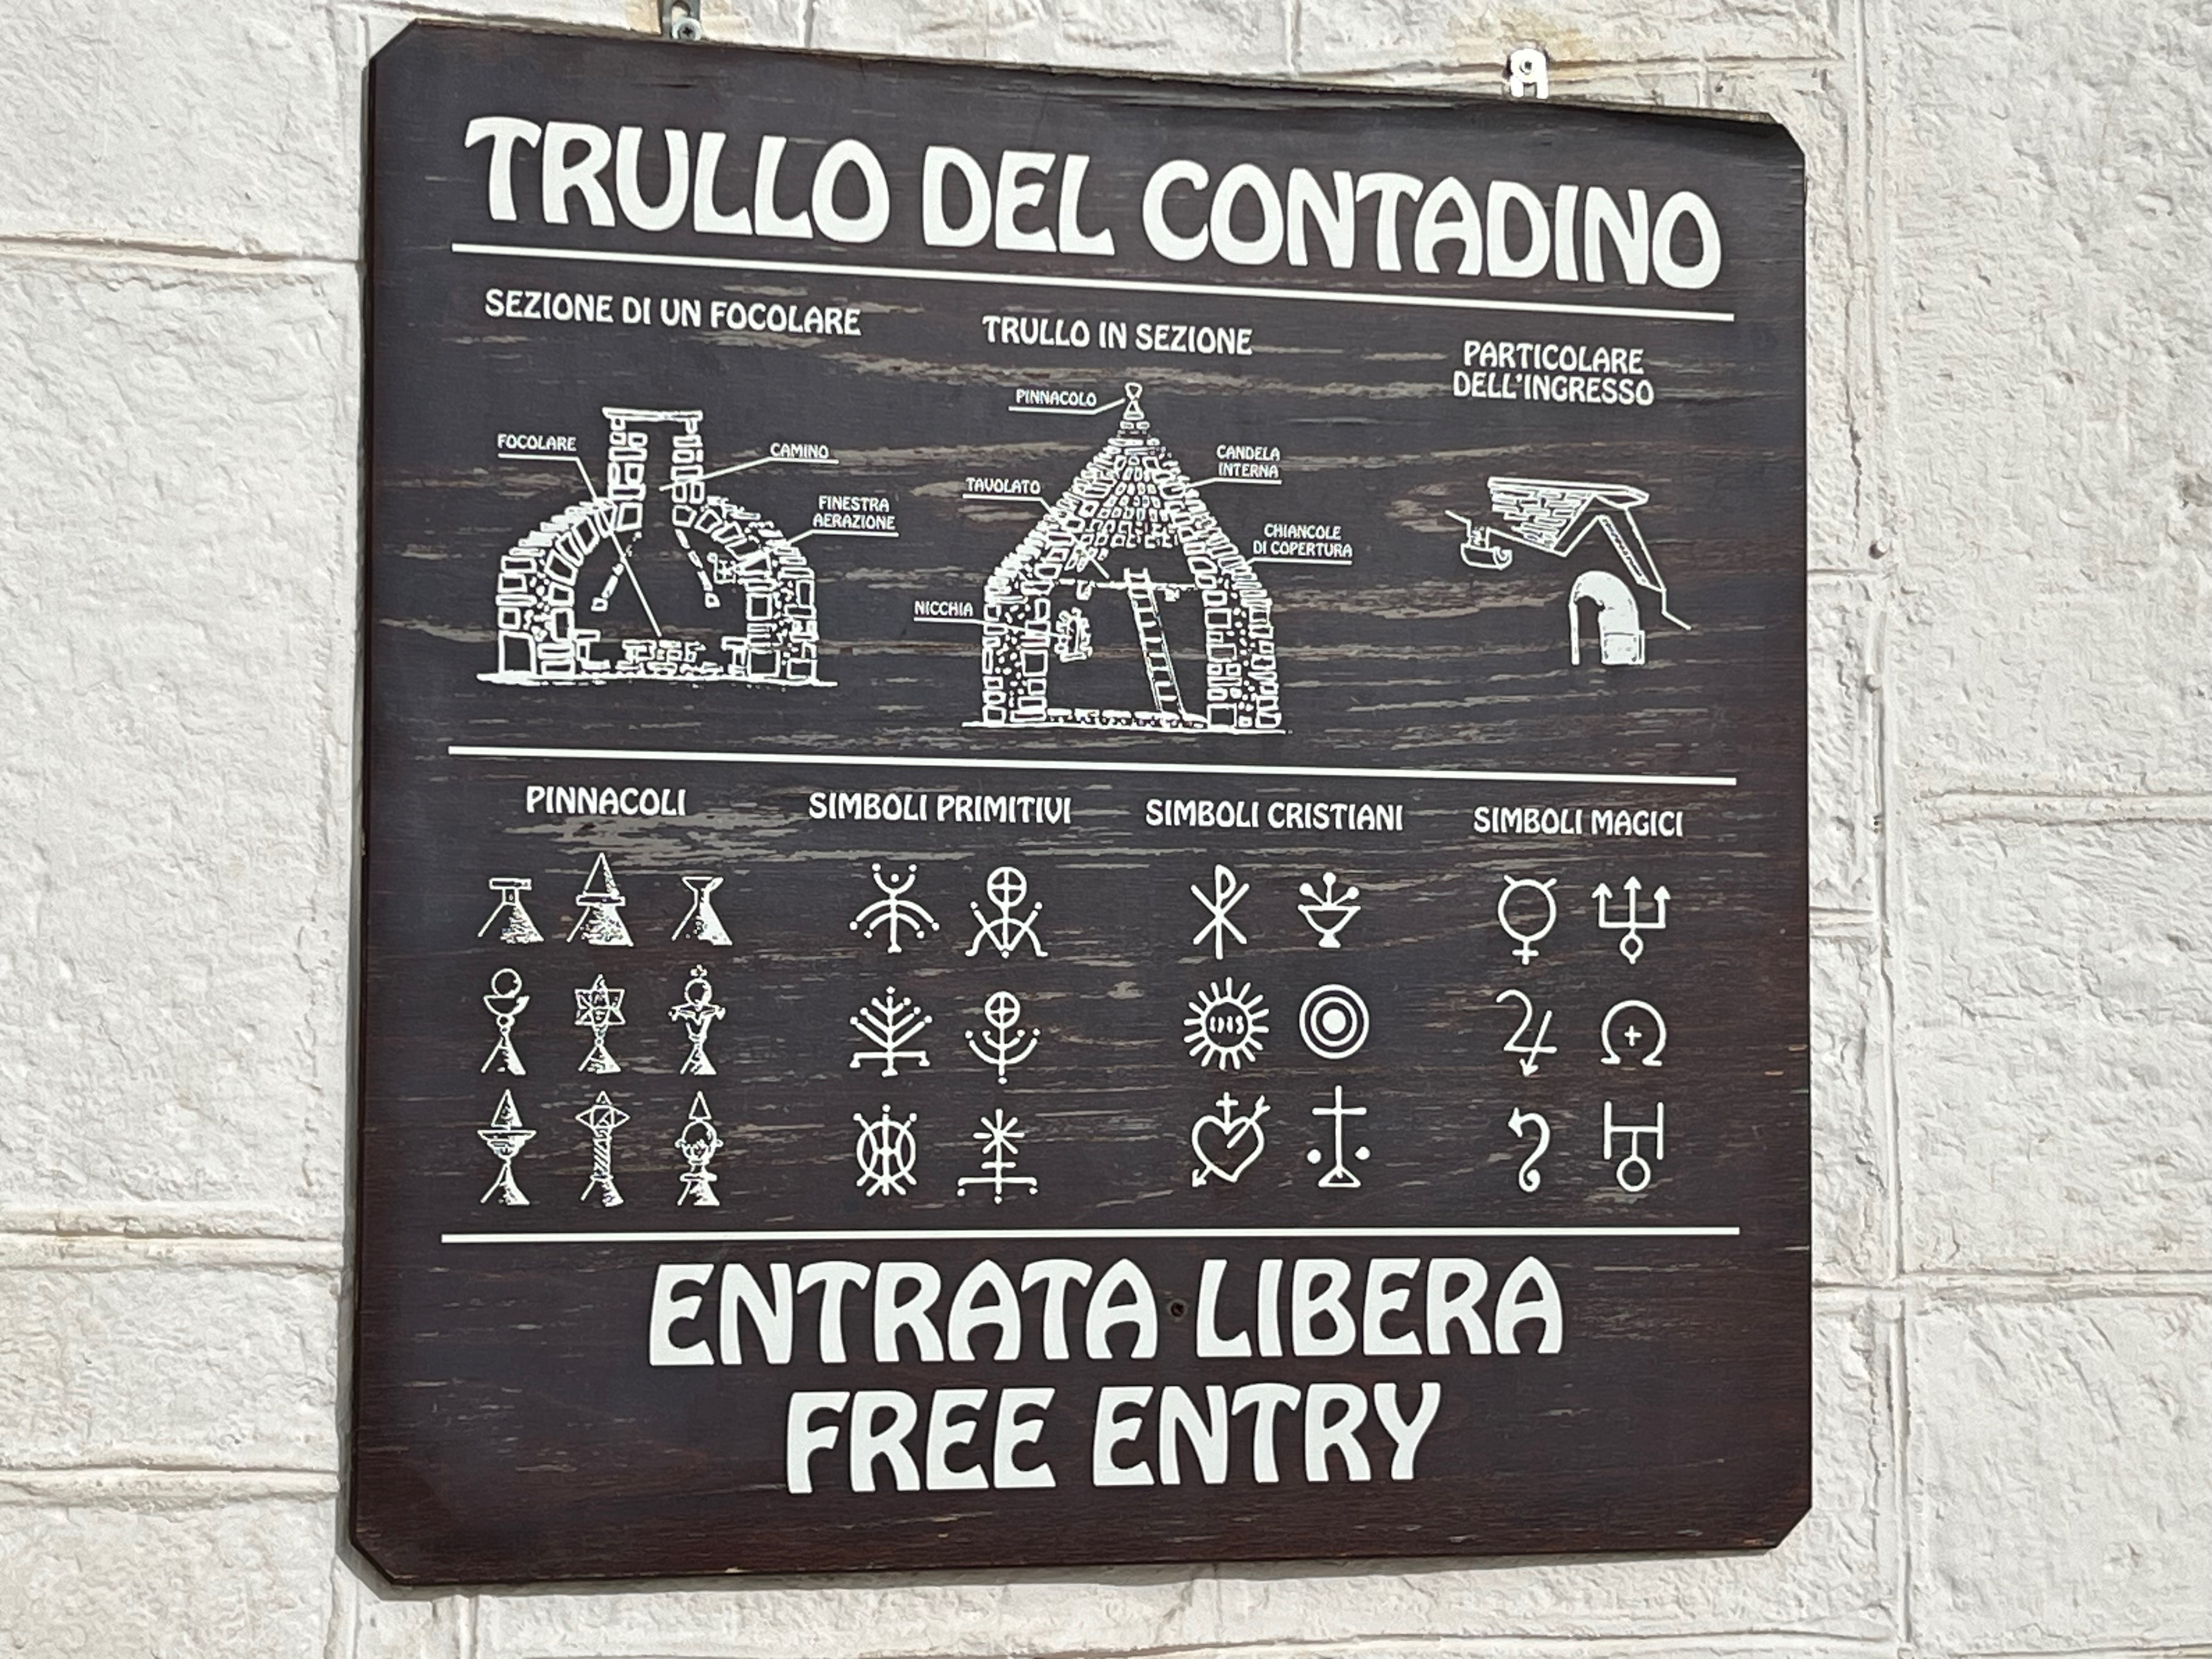 TRULLO DEL CONTADINO
SEZIONE DI UN FOCOLARE
FOCOLARE
CAMINO
FINESTRA
AERAZIONE
TRULLO IN SEZIONE
PINNACOLO
CANDELA
INTERNA
TAVOLATO
CHIANCOLE
DI COPERTURA
NICCHIA
PARTICOLARE
DELL'INGRESSO
PINNACOLI
SIMBOLI PRIMITIVI
SIMBOLI CRISTIANI
SIMBOLI MAGICI
ENTRATA LIBERA
FREE ENTRY